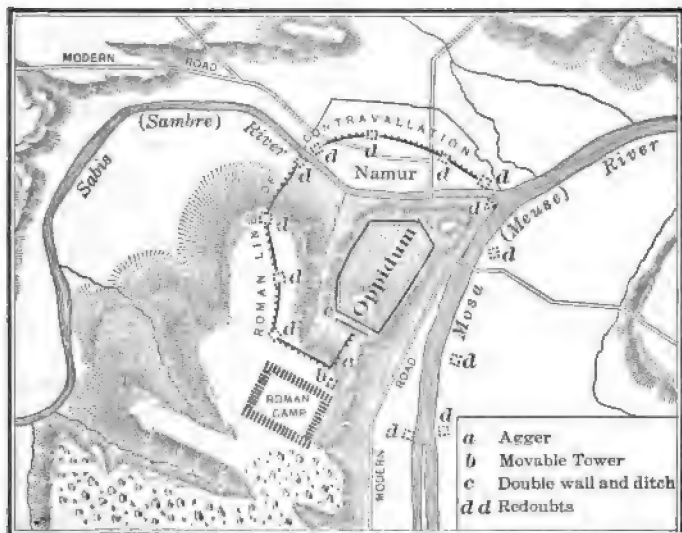 MODERN ROAD
(Sambre)
Sabis
River
ROMAN LINE OF CONTRAVALLATION
d
d
d
d
Namur
d
d
(Meuse)
River
Mosa
d
d
d
d
d
d
d
Oppidum
c
a
b
ROMAN
CAMP
MODERN ROAD
a Agger
b Movable Tower
c Double wall and ditch
d d Redoubts